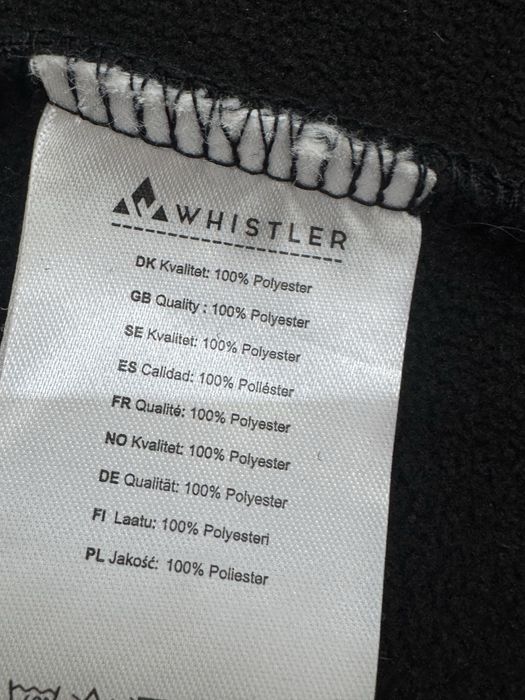 WHISTLER
DK Kvalitet: 100% Polyester
GB Quality : 100% Polyester
SE Kvalitet: 100% Polyester
ES Calidad: 100% Poliéster
FR Qualité: 100% Polyester
NO Kvalitet: 100% Polyester
DE Qualität: 100% Polyester
FI Laatu: 100% Polyesteri
PL Jakość: 100% Poliester